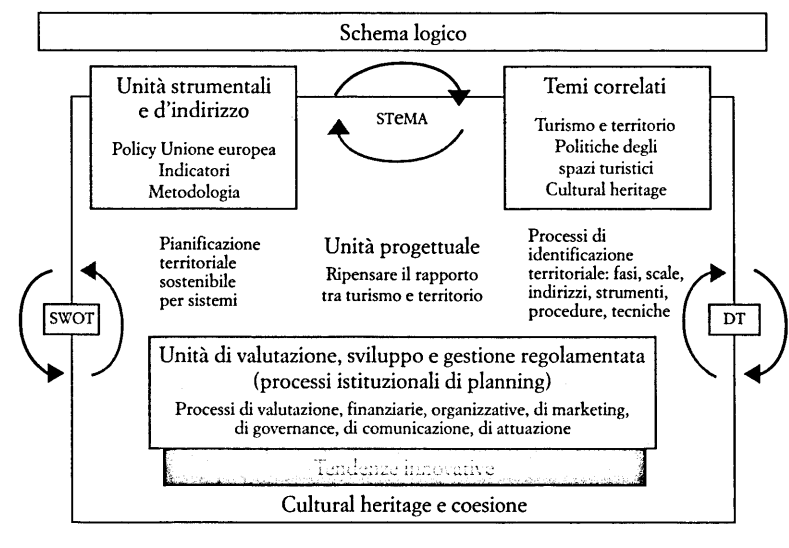 Schema logico
Unità strumentali
e d'indirizzo
Policy Unione europea
Indicatori
Metodologia
STeMA
Temi correlati
Turismo e territorio
Politiche degli
spazi turistici
Cultural heritage
Pianificazione
territoriale
sostenibile
per sistemi
Unità progettuale
Ripensare il rapporto
tra turismo e territorio
Processi di
identificazione
territoriale: fasi, scale,
indirizzi, strumenti,
procedure, tecniche
SWOT
DT
Unità di valutazione, sviluppo e gestione regolamentata
(processi istituzionali di planning)
Processi di valutazione, finanziarie, organizzative, di marketing,
di governance, di comunicazione, di attuazione
Tendenze innovative
Cultural heritage e coesione